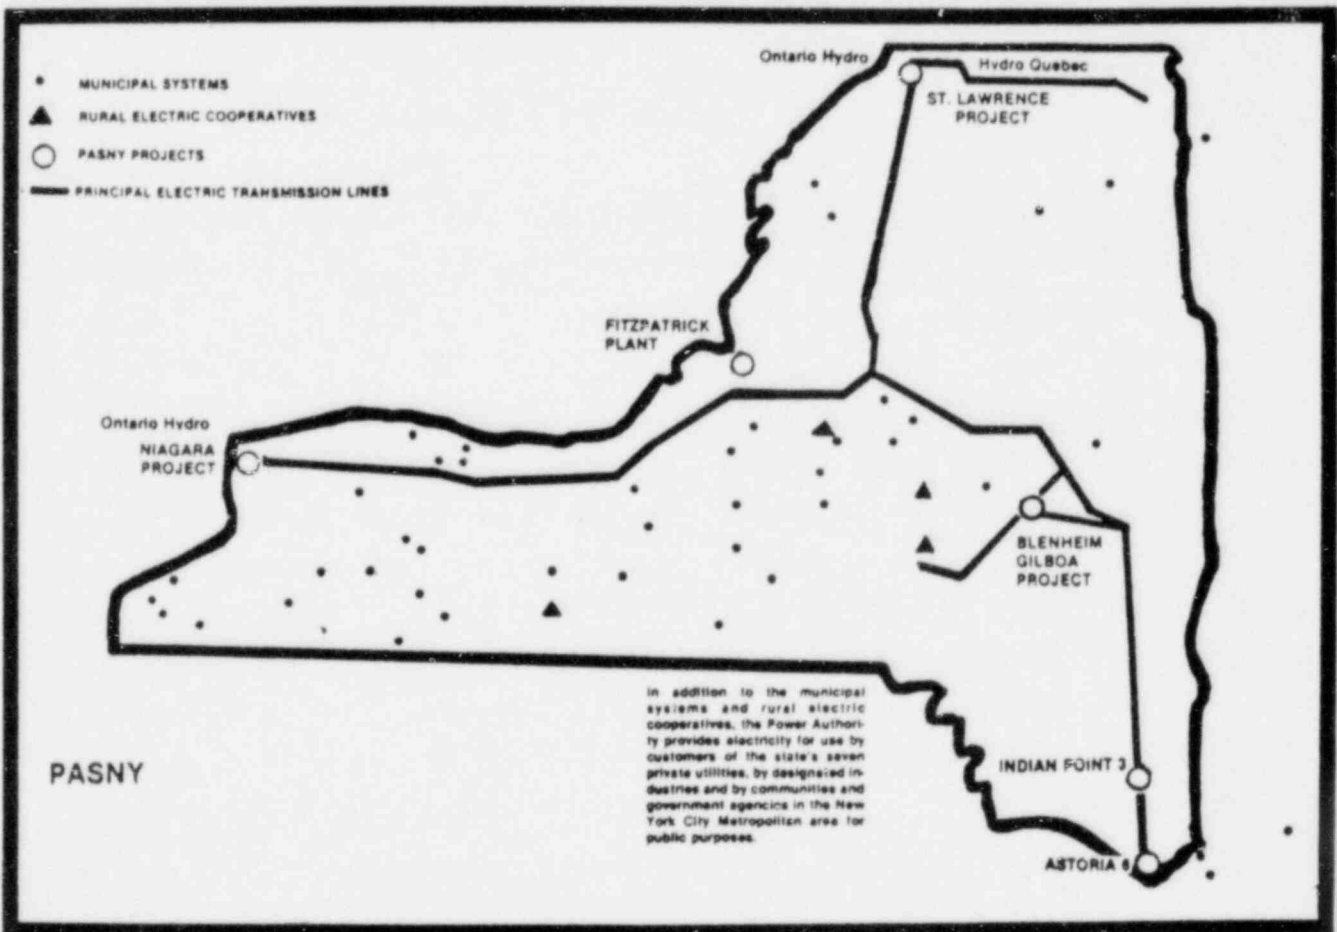 MUNICIPAL SYSTEMS
RURAL ELECTRIC COOPERATIVES
PASNY PROJECTS
PRINCIPAL ELECTRIC TRANSMISSION LINES
Ontario Hydro
Hydro Quebec
ST. LAWRENCE
PROJECT
FITZPATRICK
PLANT
Ontario Hydro
NIAGARA
PROJECT
BLENHEIM
GILBOA
PROJECT
In addition to the municipal
systems and rural electric
cooperatives, the Power Authori-
ty provides electricity for use by
customers of the state's seven
private utilities, by designated in-
dustries and by communities and
government agencies in the New
York City Metropolitan area for
public purposes.
PASNY
INDIAN POINT 3
ASTORIA 6